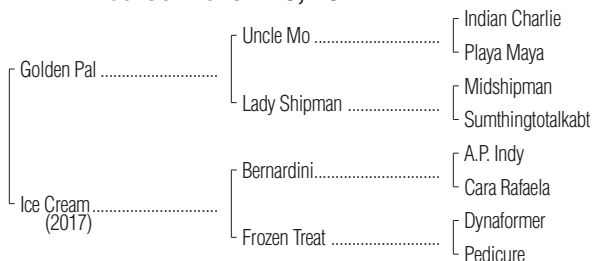 Indian Charlie
Uncle Mo ................................
Playa Maya
Golden Pal ..............................
Midshipman
Lady Shipman .......................
Sumthingtotalkabt
A.P. Indy
Bernardini................................
Cara Rafaela
Ice Cream................................
(2017)
Dynaformer
Frozen Treat ...........................
Pedicure